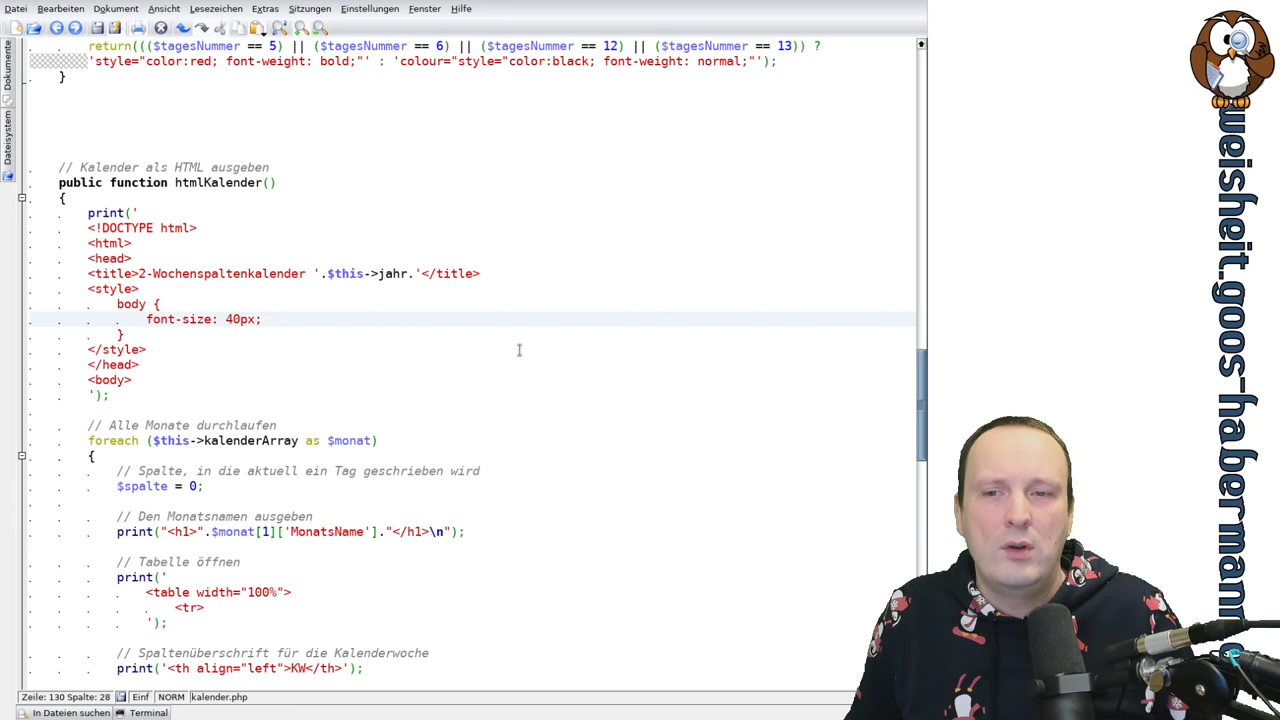 Datei Bearbeiten Dokument Ansicht Lesezeichen Extras Sitzungen Einstellungen Fenster Hilfe
Dokumente
Dateisystem
return((($tagesNummer == 5) || ($tagesNummer == 6) || ($tagesNummer == 12) || ($tagesNummer == 13)) ?
'style="color:red; font-weight: bold;"' : 'colour="style="color:black; font-weight: normal;"');
}
// Kalender als HTML ausgeben
public function htmlKalender()
{
print('
<!DOCTYPE html>
<html>
<head>
<title>2-Wochenspaltenkalender '.$this->jahr.'</title>
<style>
body {
font-size: 40px;
}
</style>
</head>
<body>
');
// Alle Monate durchlaufen
foreach ($this->kalenderArray as $monat)
{
// Spalte, in die aktuell ein Tag geschrieben wird
$spalte = 0;
// Den Monatsnamen ausgeben
print("<h1>".$monat[1]['MonatsName']."</h1>\n");
// Tabelle öffnen
print('
<table width="100%">
<tr>
');
// Spaltenüberschrift für die Kalenderwoche
print('<th align="left">KW</th>');
Zeile: 130 Spalte: 28 Einf NORM kalender.php
In Dateien suchen Terminal
weisheit.goos-habermann.